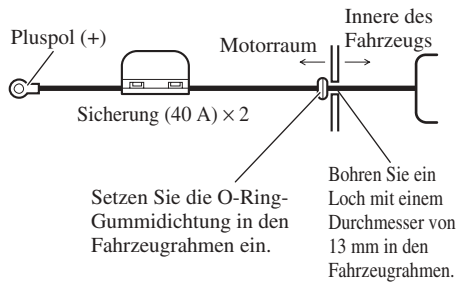 Pluspol (+)
Motorraum
Innere des
Fahrzeugs
Sicherung (40 A) × 2
Setzen Sie die O-Ring-
Gummidichtung in den
Fahrzeugrahmen ein.
Bohren Sie ein
Loch mit einem
Durchmesser von
13 mm in den
Fahrzeugrahmen.